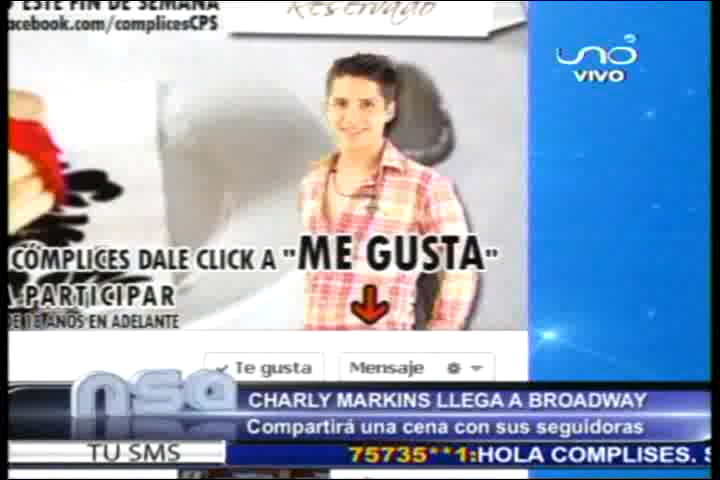 ESTE FIN DE SEMANA
acebook.com/complicesCPS
Reservado
UNO
VIVO
COMPLICES DALE CLICK A "ME GUSTA"
A PARTICIPAR
DE 18 AÑOS EN ADELANTE
Te gusta
Mensaje
nsa
CHARLY MARKINS LLEGA A BROADWAY
Compartirá una cena con sus seguidoras
TU SMS
75735**1:HOLA COMPLISES. S